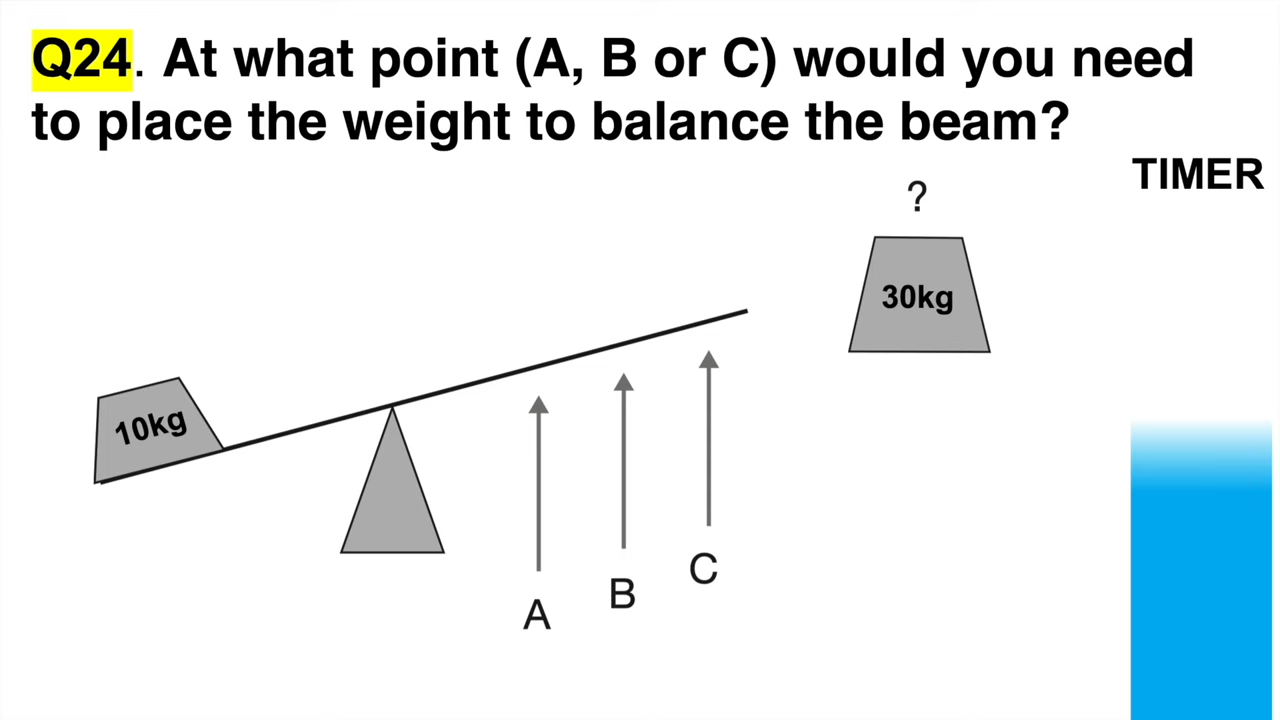 Q24. At what point (A, B or C) would you need
to place the weight to balance the beam?
TIMER
?
30kg
10kg
A
B
C